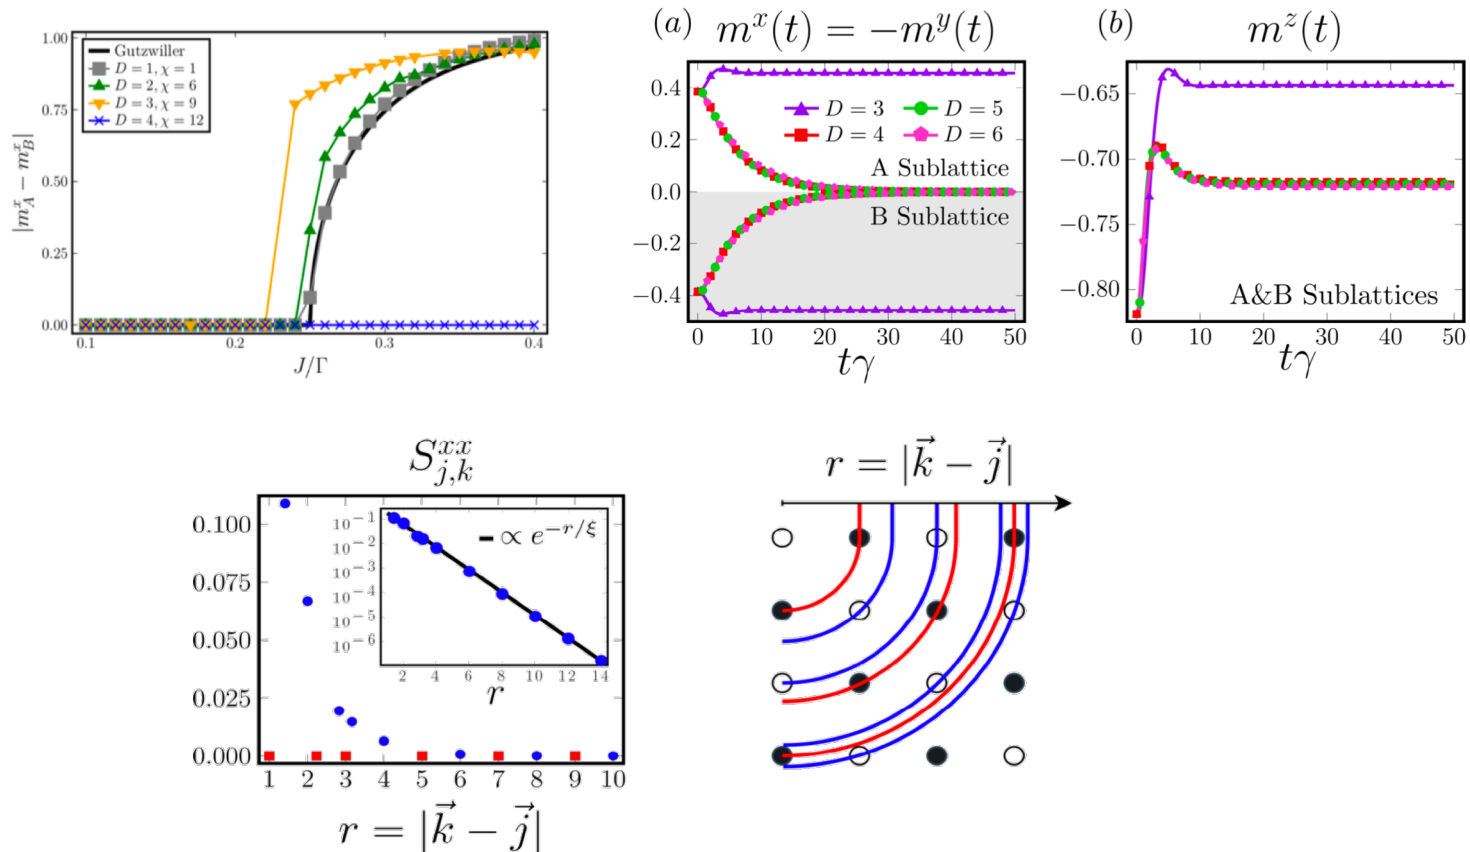 1.00
0.75
0.50
0.25
0.00
|m_A^x − m_B^x|
Gutzwiller
D = 1, χ = 1
D = 2, χ = 6
D = 3, χ = 9
D = 4, χ = 12
0.1 0.2 0.3 0.4
J/Γ
(a) m^x(t) = −m^y(t)
0.4
0.2
0.0
−0.2
−0.4
D = 3 D = 5
D = 4 D = 6
A Sublattice
B Sublattice
0 10 20 30 40 50
tγ
(b) m^z(t)
−0.65
−0.70
−0.75
−0.80
A&B Sublattices
0 10 20 30 40 50
tγ
S_{j,k}^{xx}
0.100
0.075
0.050
0.025
0.000
10^{−1}
10^{−2}
10^{−3}
10^{−4}
10^{−5}
10^{−6}
∝ e^{−r/ξ}
2 4 6 8 10 12 14
r
1 2 3 4 5 6 7 8 9 10
r = |k⃗ − j⃗|
r = |k⃗ − j⃗|